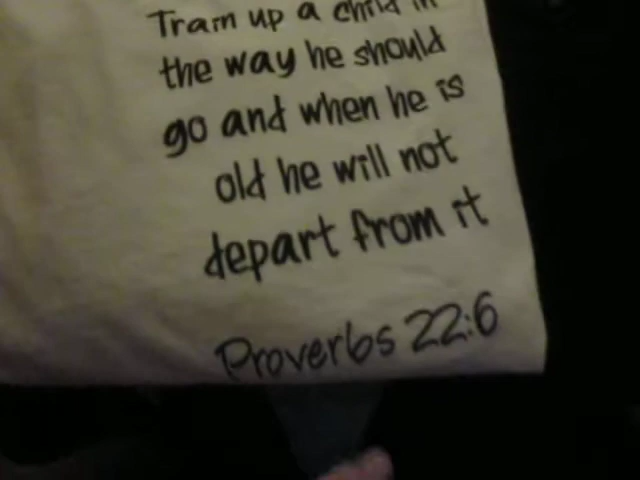 Train up a child in
the way he should
go and when he is
old he will not
depart from it
Proverbs 22:6